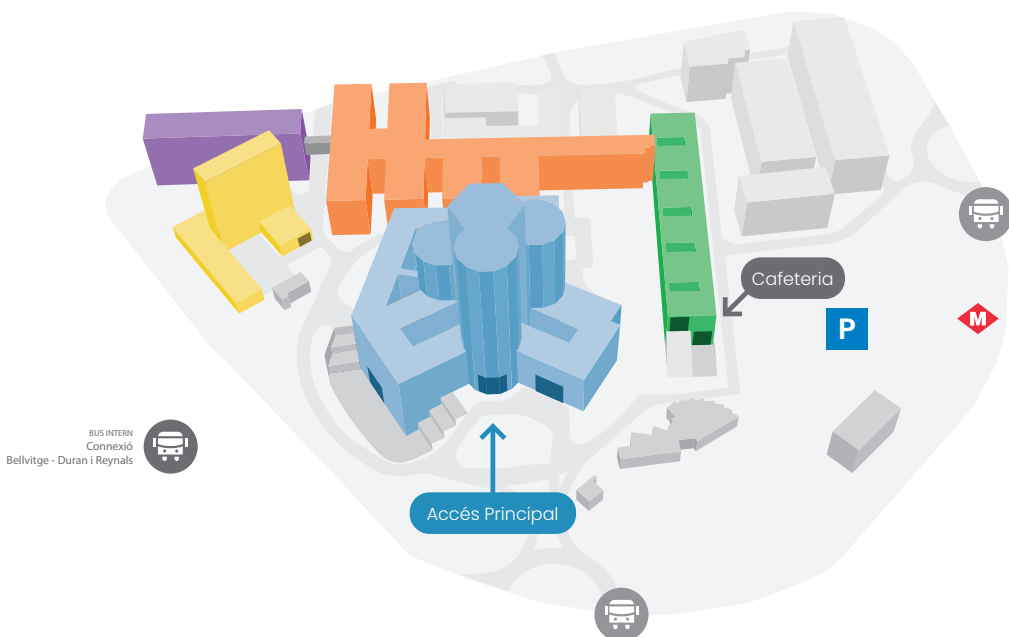 Cafeteria
P
M
BUS INTERN
Connexió
Bellvitge - Duran i Reynals
Accés Principal